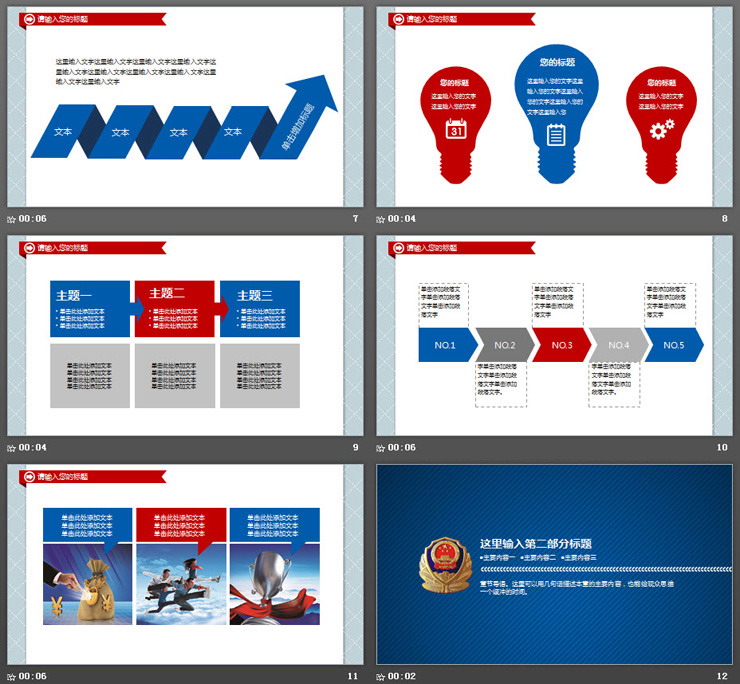 请输入您的标题
这里输入文字这里输入文字这里输入文字这里输入文字这
里输入文字这里输入文字这里输入文字这里输入文字这里
输入文字这里输入文字
文本
文本
文本
文本
单击增加标题
00:06
7
请输入您的标题
您的标题
这里输入您的文字
这里输入您的文字
31
您的标题
这里输入您的文字这里
输入您的文字这里输入
您的文字这里输入您的
文字这里输入您
您的标题
这里输入您的文字
这里输入您的文字
00:04
8
请输入您的标题
主题一
• 单击此处添加文本
• 单击此处添加文本
• 单击此处添加文本
主题二
• 单击此处添加文本
• 单击此处添加文本
• 单击此处添加文本
主题三
• 单击此处添加文本
• 单击此处添加文本
• 单击此处添加文本
单击此处添加文本
单击此处添加文本
单击此处添加文本
单击此处添加文本
单击此处添加文本
单击此处添加文本
单击此处添加文本
单击此处添加文本
单击此处添加文本
单击此处添加文本
单击此处添加文本
单击此处添加文本
00:04
9
请输入您的标题
单击添加段落文
字单击添加段落
文字单击添加段
落文字
单击添加段落文
字单击添加段落
文字单击添加段
落文字
单击添加段落文
字单击添加段落
文字单击添加段
落文字
NO.1
NO.2
NO.3
NO.4
NO.5
字单击添加段落
文字单击添加段
落文字单击添加
段落文字。
字单击添加段落
文字单击添加段
落文字单击添加
段落文字。
00:06
10
请输入您的标题
单击此处添加文本
单击此处添加文本
单击此处添加文本
单击此处添加文本
单击此处添加文本
单击此处添加文本
单击此处添加文本
单击此处添加文本
单击此处添加文本
00:06
11
这里输入第二部分标题
▪主要内容一 ▪主要内容二 ▪主要内容三
章节导语。这里可以用几句话描述本章的主要内容，也能给观众思维
一个缓冲的时间。
00:02
12